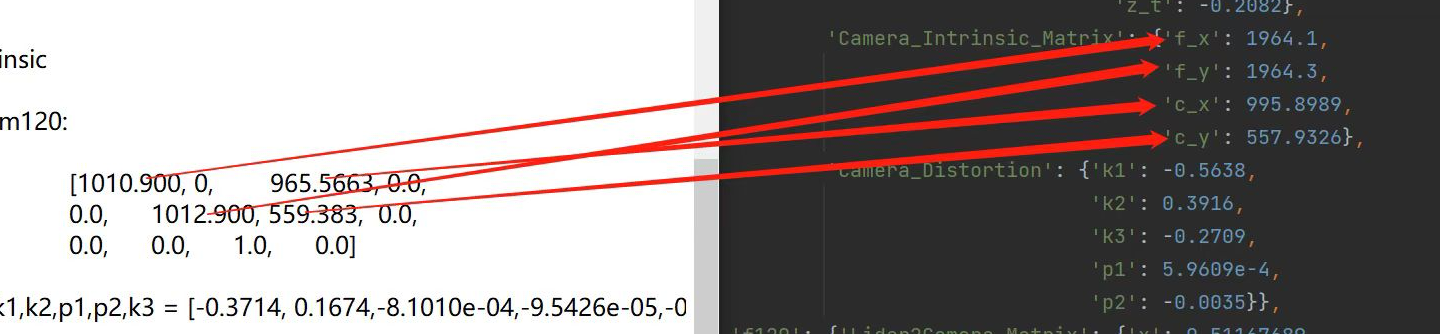 insic
m120:
[1010.900, 0, 965.5663, 0.0,
0.0, 1012.900, 559.383, 0.0,
0.0, 0.0, 1.0, 0.0]
k1,k2,p1,p2,k3 = [-0.3714, 0.1674,-8.1010e-04,-9.5426e-05,-0
'z_t': -0.2082},
'Camera_Intrinsic_Matrix': {'f_x': 1964.1,
'f_y': 1964.3,
'c_x': 995.8989,
'c_y': 557.9326},
'Camera_Distortion': {'k1': -0.5638,
'k2': 0.3916,
'k3': -0.2709,
'p1': 5.9609e-4,
'p2': -0.0035}},